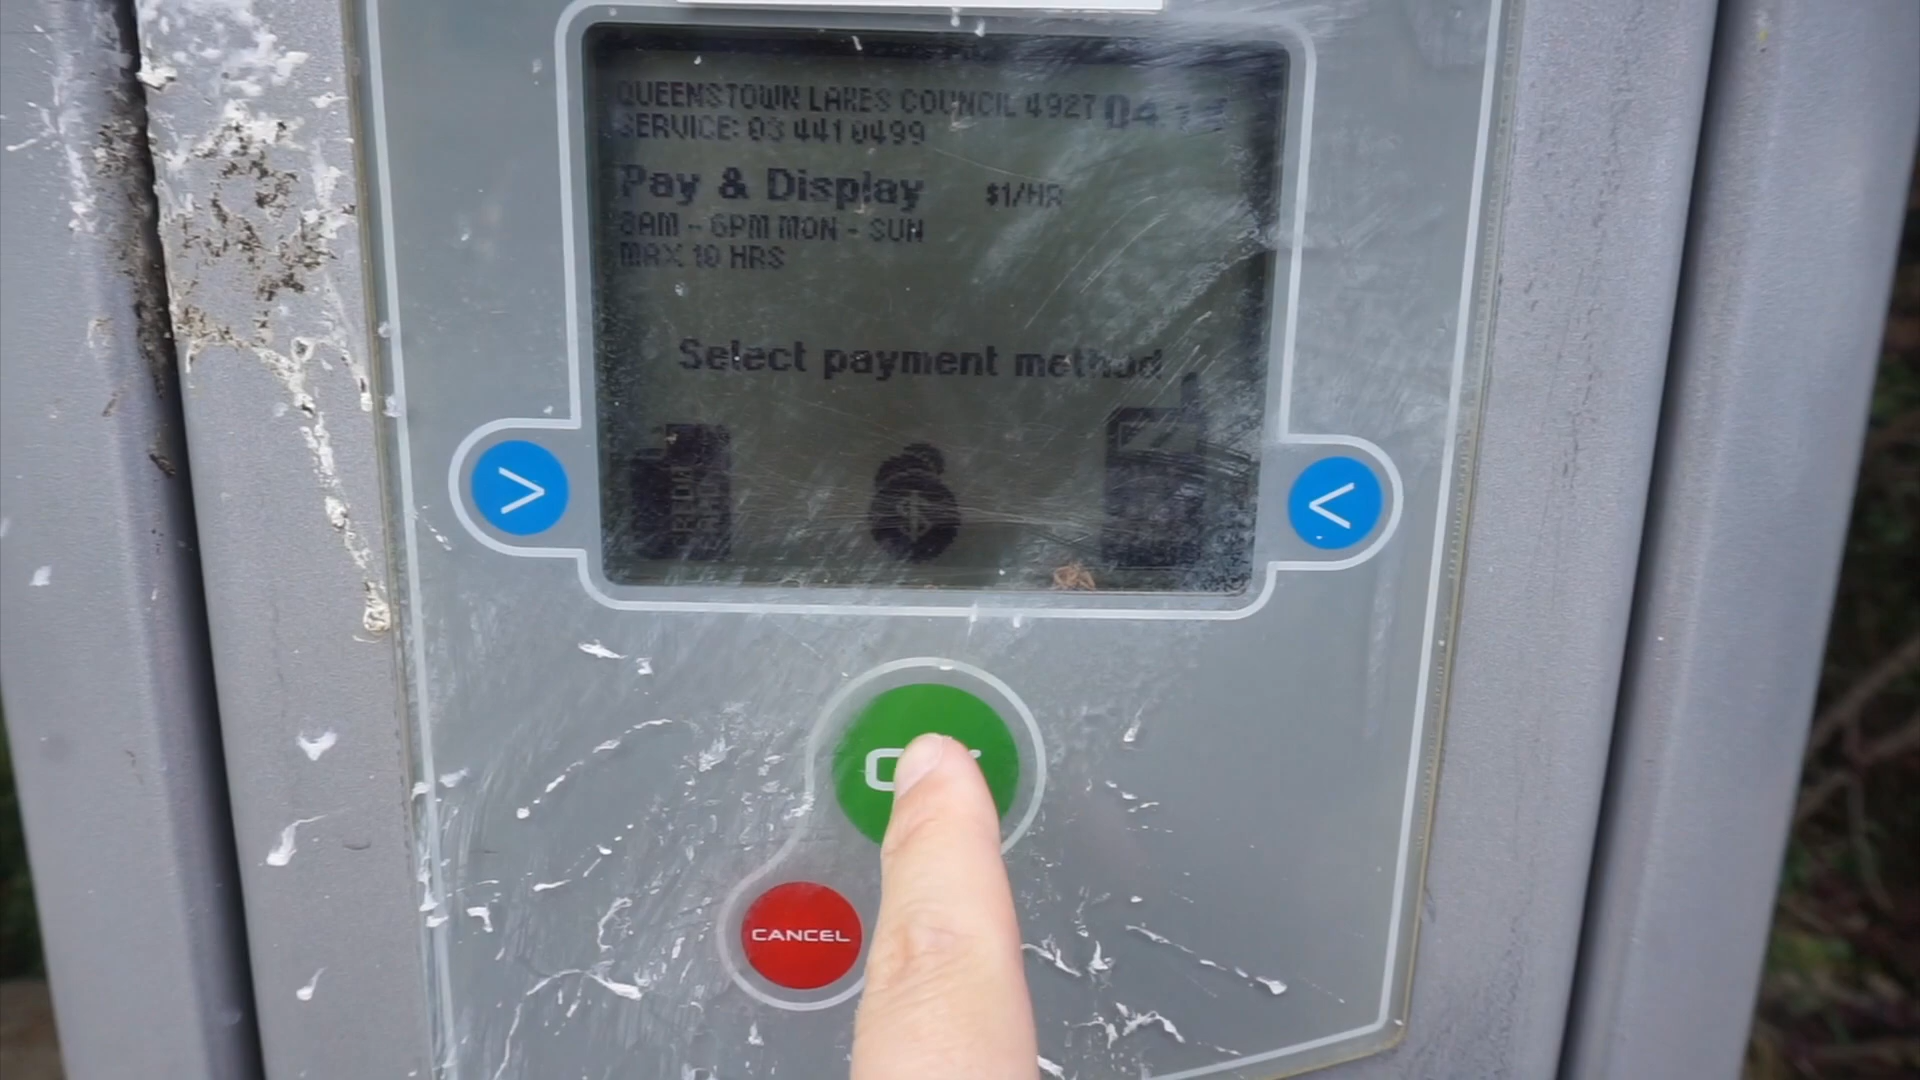 QUEENSTOWN LAKES COUNCIL 4927
SERVICE: 03 441 0499
Pay & Display $1/HR
8AM - 6PM MON - SUN
MAX 10 HRS
Select payment method
$
>
<
CANCEL